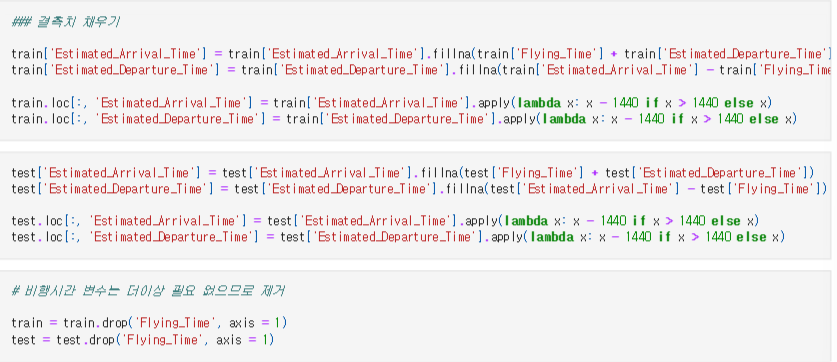 ### 결측치 채우기
train['Estimated_Arrival_Time'] = train['Estimated_Arrival_Time'].fillna(train['Flying_Time'] + train['Estimated_Departure_Time']
train['Estimated_Departure_Time'] = train['Estimated_Departure_Time'].fillna(train['Estimated_Arrival_Time'] - train['Flying_Time
train.loc[:, 'Estimated_Arrival_Time'] = train['Estimated_Arrival_Time'].apply(lambda x: x - 1440 if x > 1440 else x)
train.loc[:, 'Estimated_Departure_Time'] = train['Estimated_Departure_Time'].apply(lambda x: x - 1440 if x > 1440 else x)
test['Estimated_Arrival_Time'] = test['Estimated_Arrival_Time'].fillna(test['Flying_Time'] + test['Estimated_Departure_Time'])
test['Estimated_Departure_Time'] = test['Estimated_Departure_Time'].fillna(test['Estimated_Arrival_Time'] - test['Flying_Time'])
test.loc[:, 'Estimated_Arrival_Time'] = test['Estimated_Arrival_Time'].apply(lambda x: x - 1440 if x > 1440 else x)
test.loc[:, 'Estimated_Departure_Time'] = test['Estimated_Departure_Time'].apply(lambda x: x - 1440 if x > 1440 else x)
# 비행시간 변수는 더이상 필요 없으므로 제거
train = train.drop('Flying_Time', axis = 1)
test = test.drop('Flying_Time', axis = 1)